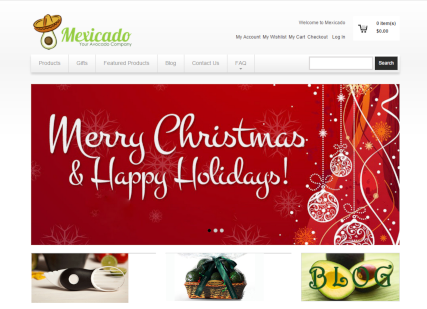 Mexicado
Your Avocado Company
Welcome to Mexicado
My Account My Wishlist My Cart Checkout Log In
0 item(s)
$0.00
Products Gifts Featured Products Blog Contact Us FAQ
Search
Merry Christmas
& Happy Holidays!
BLOG